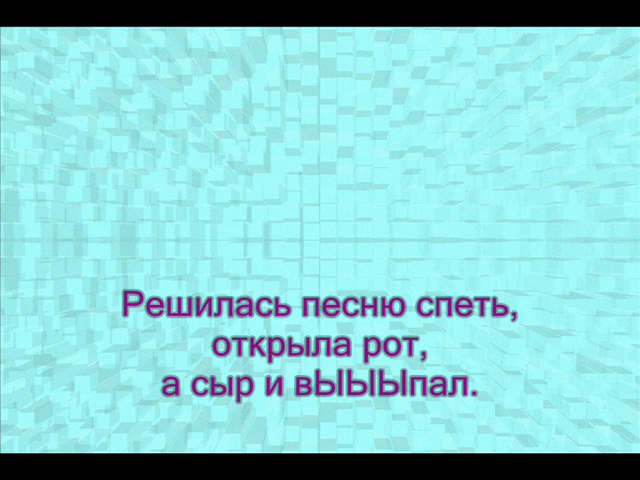 Решилась песню спеть,
открыла рот,
а сыр и вЫЫЫпал.